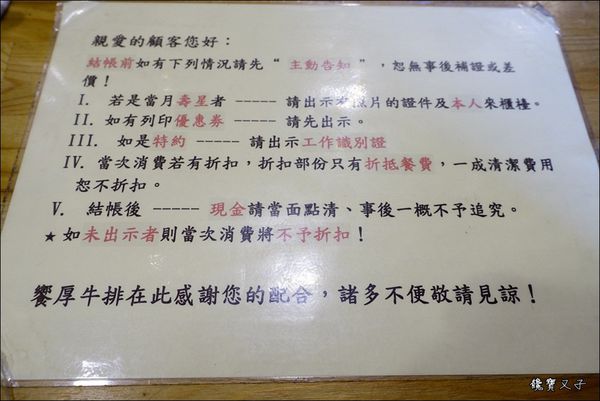 親愛的顧客您好：
結帳前如有下列情況請先“主動告知”，恕無事後補證或差
價！
I. 若是當月壽星者 ----- 請出示有照片的證件及本人來櫃檯。
II. 如有列印優惠券 ----- 請先出示。
III. 如是特約 ----- 請出示工作識別證
IV. 當次消費若有折扣，折扣部份只有折抵餐費，一成清潔費用
恕不折扣。
V. 結帳後 ----- 現金請當面點清、事後一概不予追究。
★如未出示者則當次消費將不予折扣！
饗厚牛排在此感謝您的配合，諸多不便敬請見諒！
鑱寶叉子